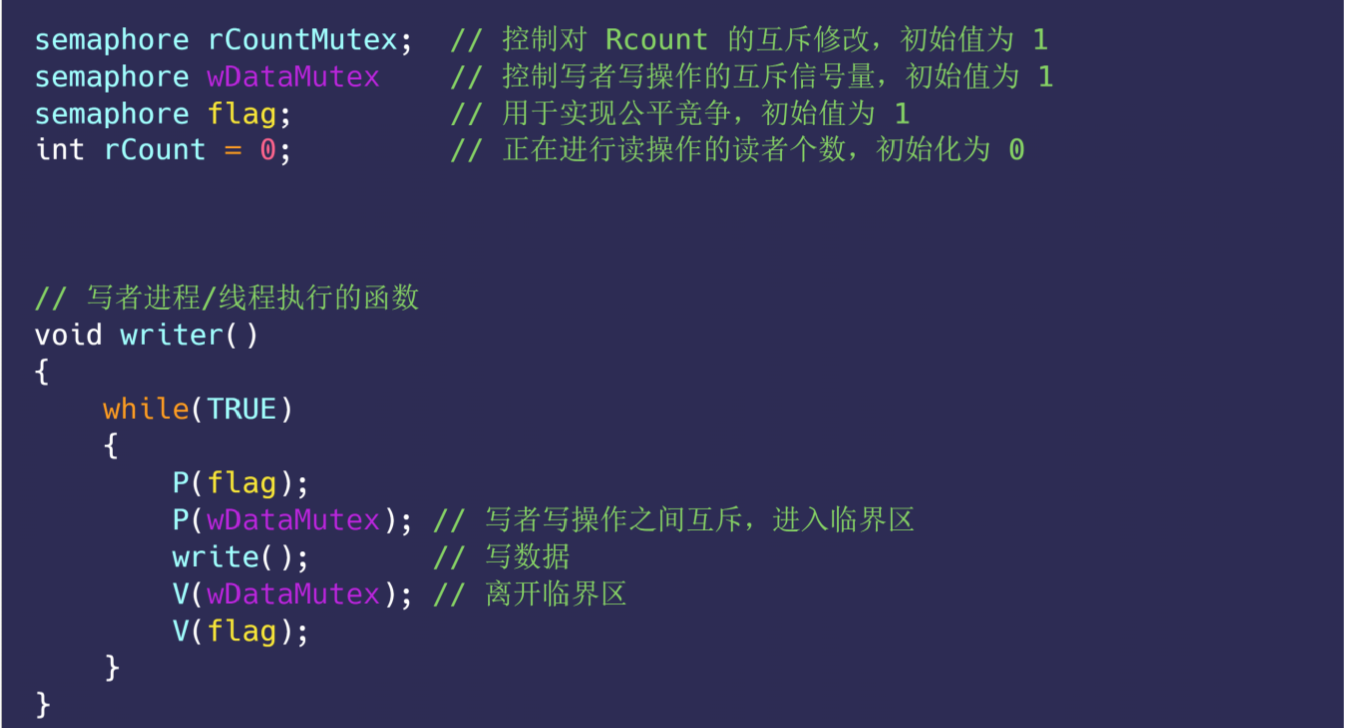 semaphore rCountMutex;  // 控制对 Rcount 的互斥修改，初始值为 1
semaphore wDataMutex    // 控制写者写操作的互斥信号量，初始值为 1
semaphore flag;         // 用于实现公平竞争，初始值为 1
int rCount = 0;         // 正在进行读操作的读者个数，初始化为 0
// 写者进程/线程执行的函数
void writer()
{
    while(TRUE)
    {
        P(flag);
        P(wDataMutex); // 写者写操作之间互斥，进入临界区
        write();       // 写数据
        V(wDataMutex); // 离开临界区
        V(flag);
    }
}